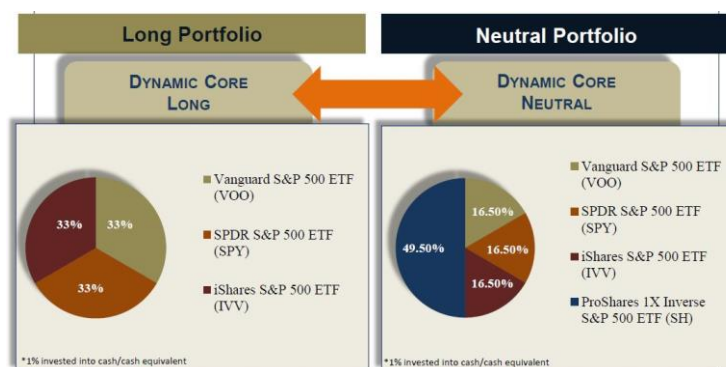 Long Portfolio
DYNAMIC CORE
LONG
33%
33%
33%
Vanguard S&P 500 ETF
(VOO)
SPDR S&P 500 ETF
(SPY)
iShares S&P 500 ETF
(IVV)
*1% invested into cash/cash equivalent
Neutral Portfolio
DYNAMIC CORE
NEUTRAL
16.50%
49.50%
16.50%
16.50%
Vanguard S&P 500 ETF
(VOO)
SPDR S&P 500 ETF
(SPY)
iShares S&P 500 ETF
(IVV)
ProShares 1X Inverse
S&P 500 ETF (SH)
*1% invested into cash/cash equivalent